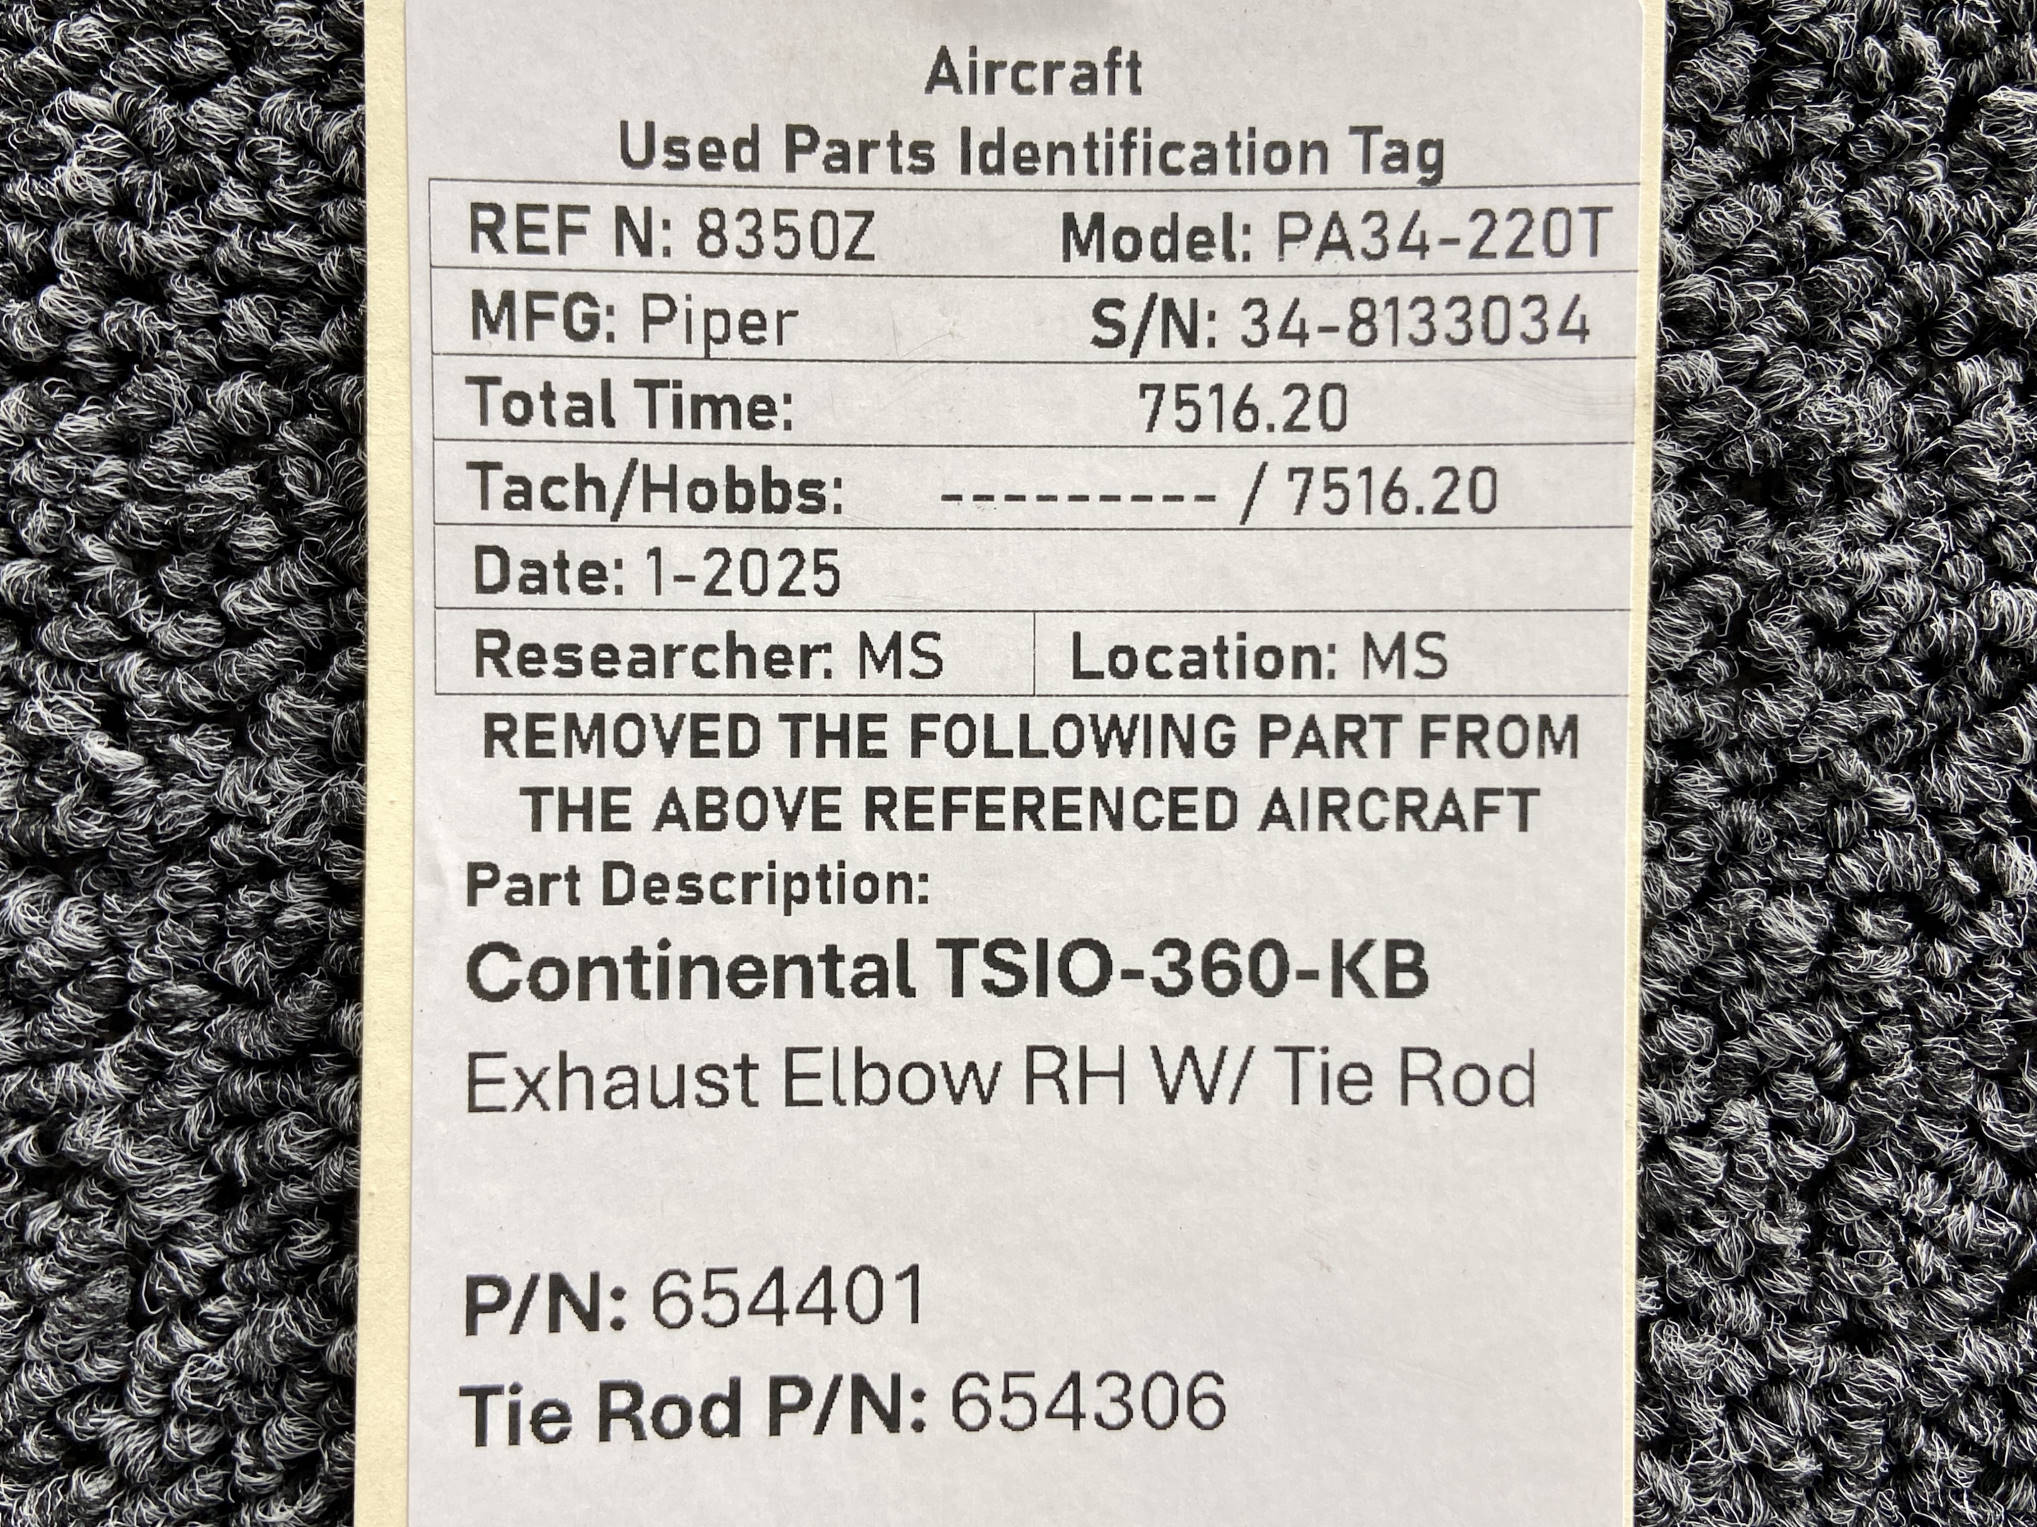 Aircraft
Used Parts Identification Tag
REF N: 8350Z Model: PA34-220T
MFG: Piper S/N: 34-8133034
Total Time: 7516.20
Tach/Hobbs: --------- / 7516.20
Date: 1-2025
Researcher: MS Location: MS
REMOVED THE FOLLOWING PART FROM
THE ABOVE REFERENCED AIRCRAFT
Part Description:
Continental TSIO-360-KB
Exhaust Elbow RH W/ Tie Rod
P/N: 654401
Tie Rod P/N: 654306